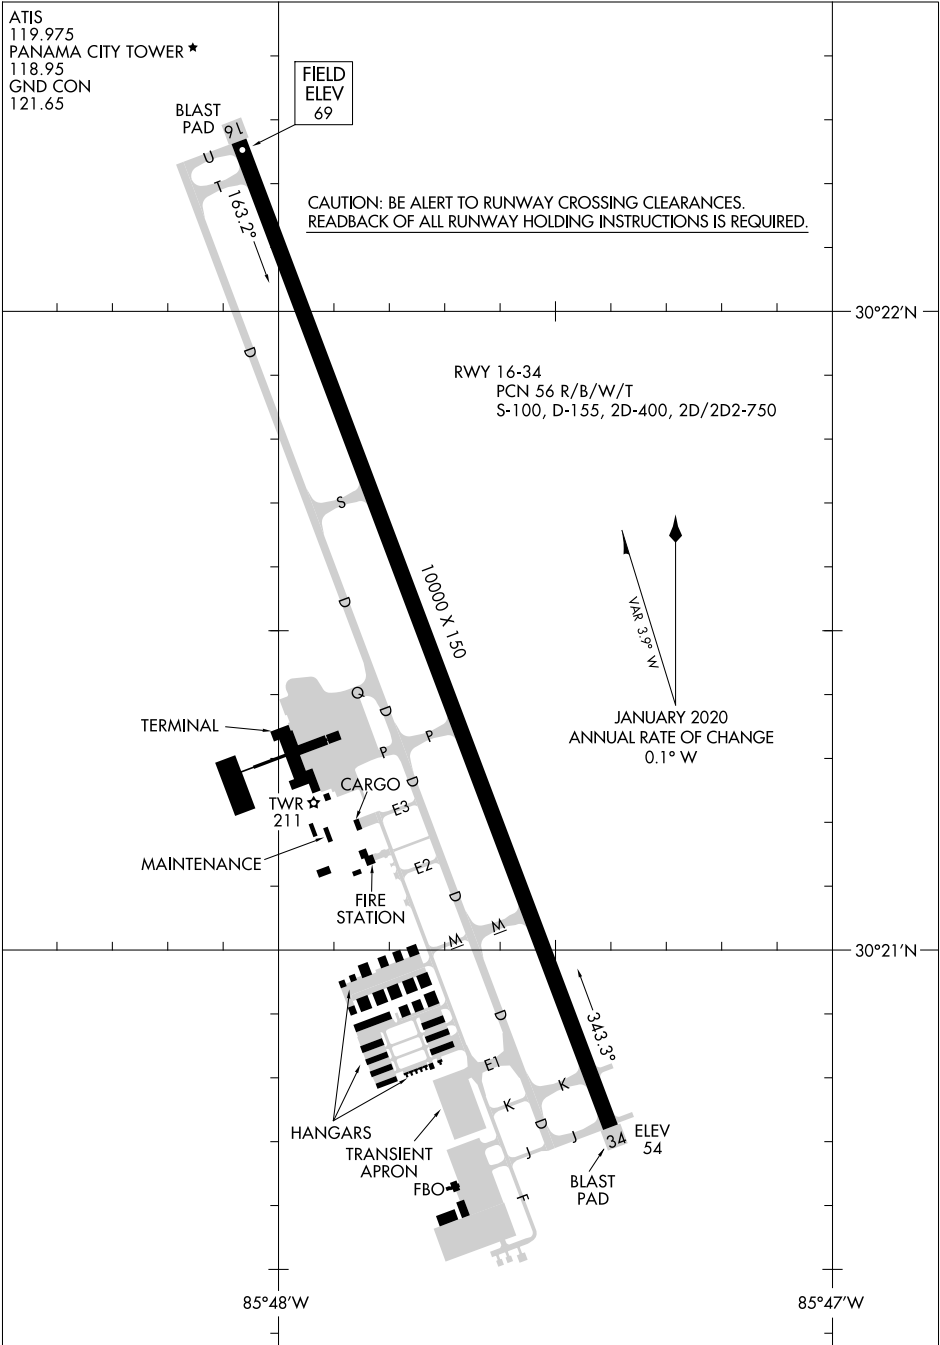 ATIS
119.975
PANAMA CITY TOWER ★
118.95
GND CON
121.65
FIELD
ELEV
69
BLAST
PAD
16
U
T
163.2°
CAUTION: BE ALERT TO RUNWAY CROSSING CLEARANCES.
READBACK OF ALL RUNWAY HOLDING INSTRUCTIONS IS REQUIRED.
30°22'N
D
RWY 16-34
PCN 56 R/B/W/T
S-100, D-155, 2D-400, 2D/2D2-750
S
10000 X 150
D
VAR 3.9° W
JANUARY 2020
ANNUAL RATE OF CHANGE
0.1° W
Q
D
P
P
TERMINAL
D
CARGO
TWR
211
E3
MAINTENANCE
E2
FIRE
STATION
D
M
M
30°21'N
D
343.3°
E1
K
K
HANGARS
D
J
J
34
ELEV
54
TRANSIENT
APRON
BLAST
PAD
FBO
F
85°48'W
85°47'W